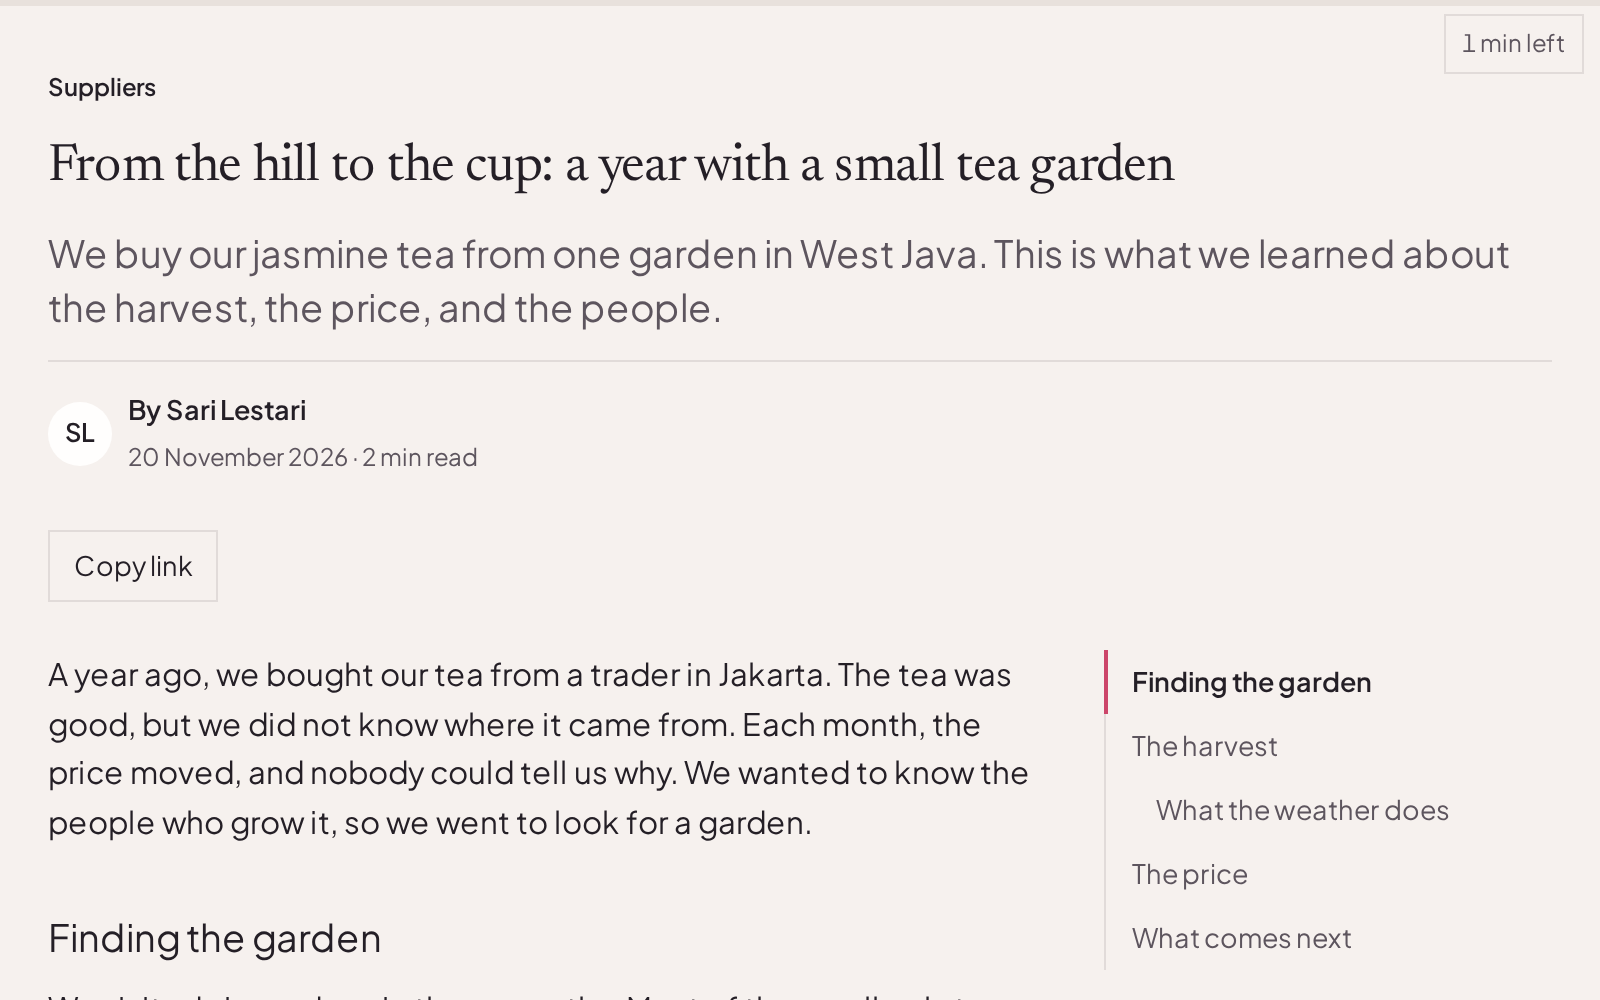 1 min left
Suppliers
From the hill to the cup: a year with a small tea garden
We buy our jasmine tea from one garden in West Java. This is what we learned about
the harvest, the price, and the people.
SL
By Sari Lestari
20 November 2026 · 2 min read
Copy link
A year ago, we bought our tea from a trader in Jakarta. The tea was
good, but we did not know where it came from. Each month, the
price moved, and nobody could tell us why. We wanted to know the
people who grow it, so we went to look for a garden.
Finding the garden
Finding the garden
The harvest
What the weather does
The price
What comes next